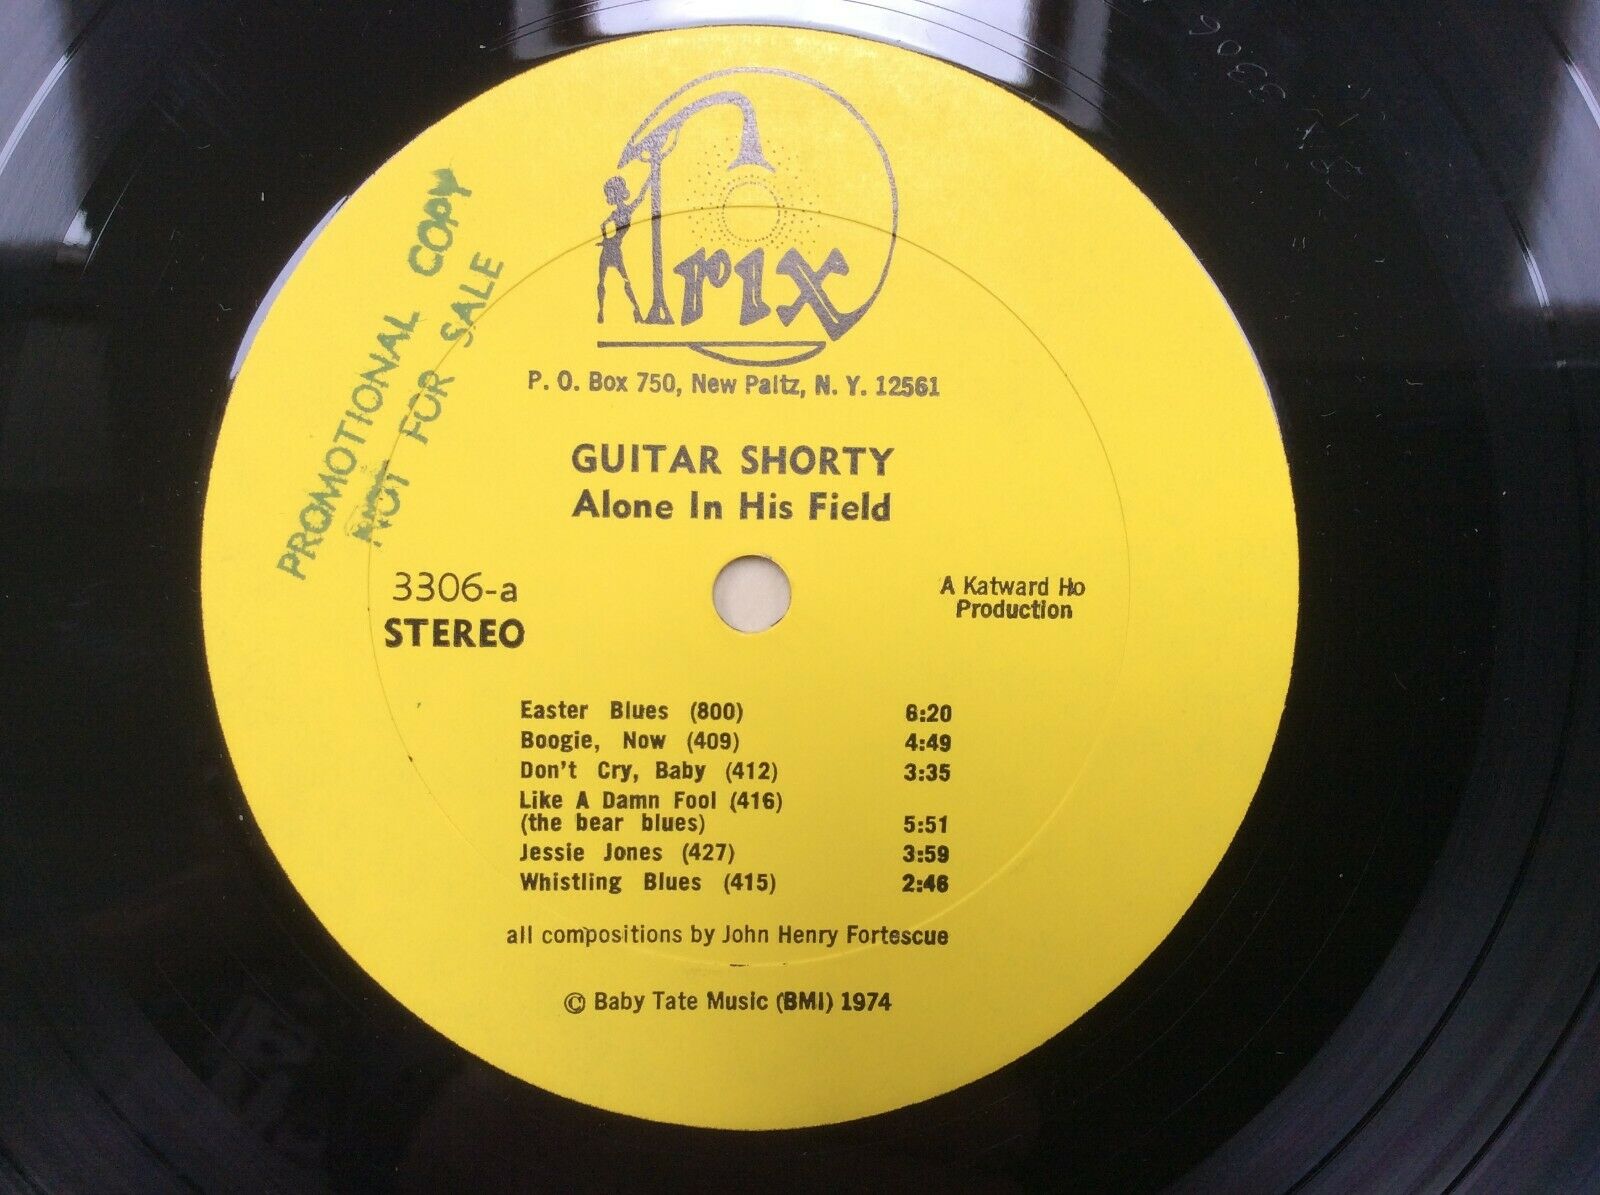 Trix
P. O. Box 750, New Paltz, N. Y. 12561
PROMOTIONAL COPY
NOT FOR SALE
GUITAR SHORTY
Alone In His Field
3306-a
STEREO
A Katward Ho
Production
Easter Blues (800) 6:20
Boogie, Now (409) 4:49
Don't Cry, Baby (412) 3:35
Like A Damn Fool (416)
(the bear blues) 5:51
Jessie Jones (427) 3:59
Whistling Blues (415) 2:46
all compositions by John Henry Fortescue
© Baby Tate Music (BMI) 1974
3306